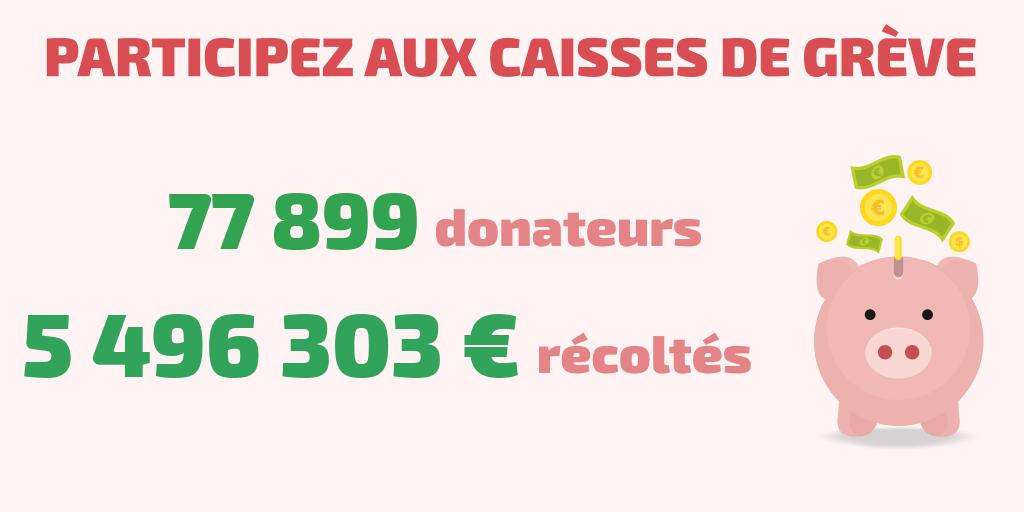 PARTICIPEZ AUX CAISSES DE GRÈVE
77 899 donateurs
5 496 303 € récoltés